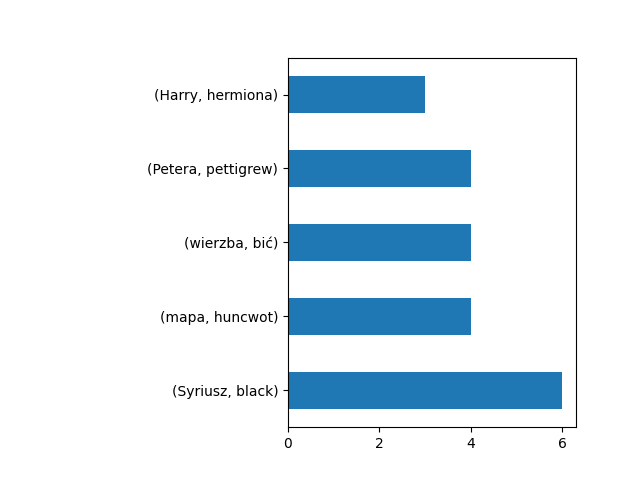 (Harry, hermiona)
(Petera, pettigrew)
(wierzba, bić)
(mapa, huncwot)
(Syriusz, black)
0 2 4 6